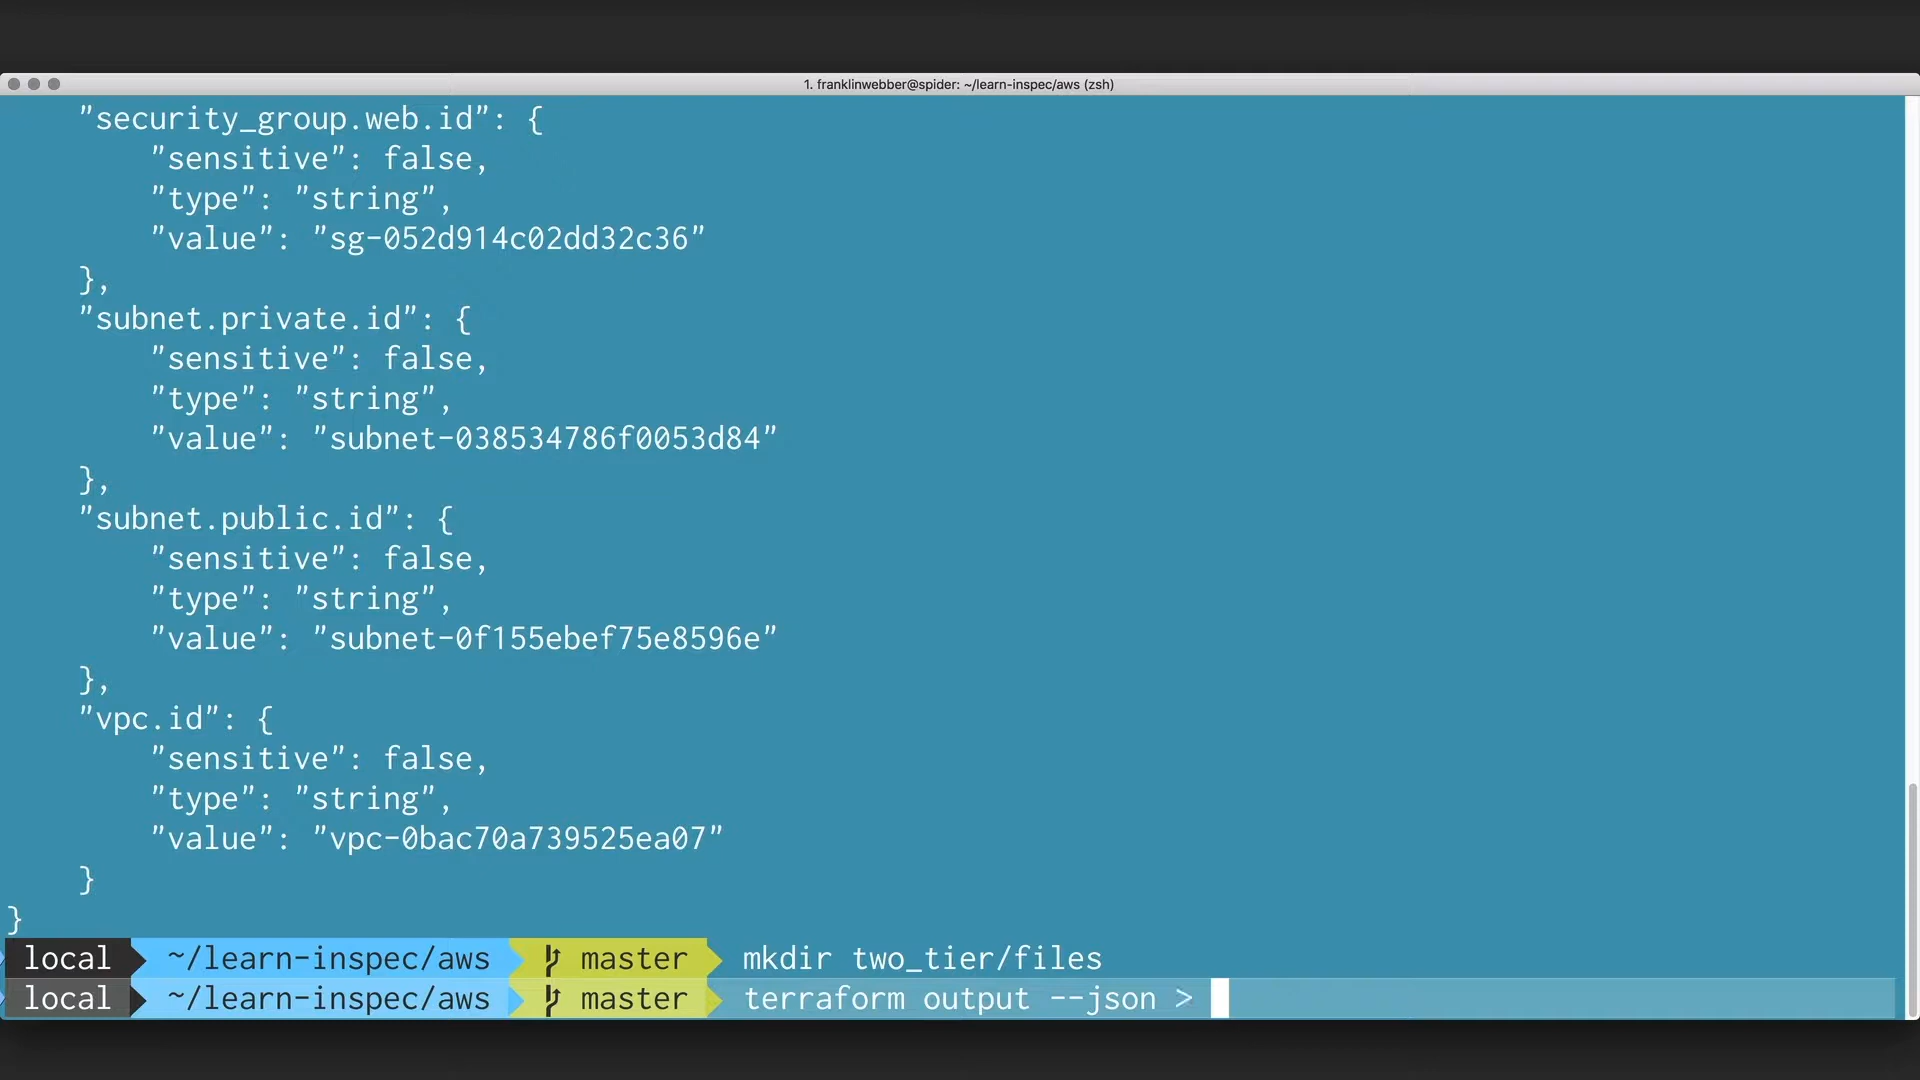 1. franklinwebber@spider: ~/learn-inspec/aws (zsh)
"security_group.web.id": {
"sensitive": false,
"type": "string",
"value": "sg-052d914c02dd32c36"
},
"subnet.private.id": {
"sensitive": false,
"type": "string",
"value": "subnet-038534786f0053d84"
},
"subnet.public.id": {
"sensitive": false,
"type": "string",
"value": "subnet-0f155ebef75e8596e"
},
"vpc.id": {
"sensitive": false,
"type": "string",
"value": "vpc-0bac70a739525ea07"
}
}
local ~/learn-inspec/aws master mkdir two_tier/files
local ~/learn-inspec/aws master terraform output --json >